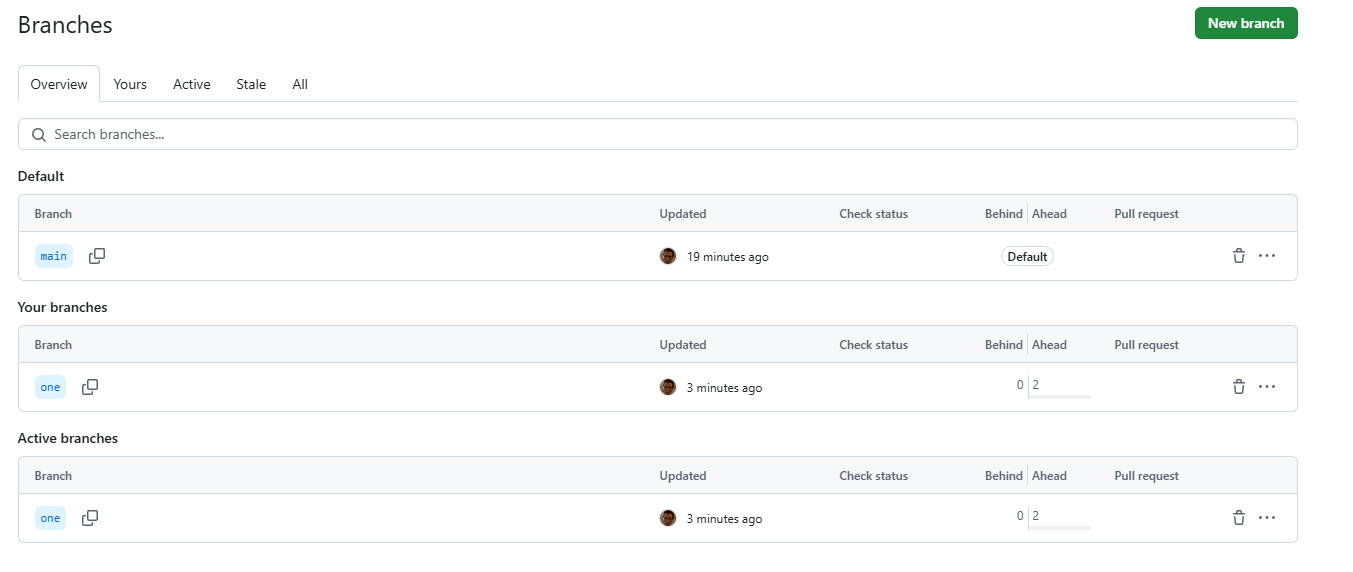 Branches
New branch
Overview Yours Active Stale All
Search branches...
Default
Branch Updated Check status Behind Ahead Pull request
main 19 minutes ago Default
Your branches
Branch Updated Check status Behind Ahead Pull request
one 3 minutes ago 0 2
Active branches
Branch Updated Check status Behind Ahead Pull request
one 3 minutes ago 0 2